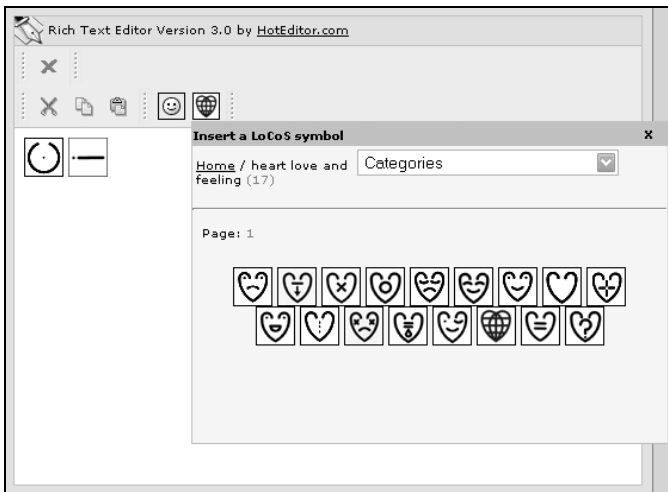 Rich Text Editor Version 3.0 by HotEditor.com
Insert a LoCoS symbol x
Home / heart love and
feeling (17)
Categories
Page: 1